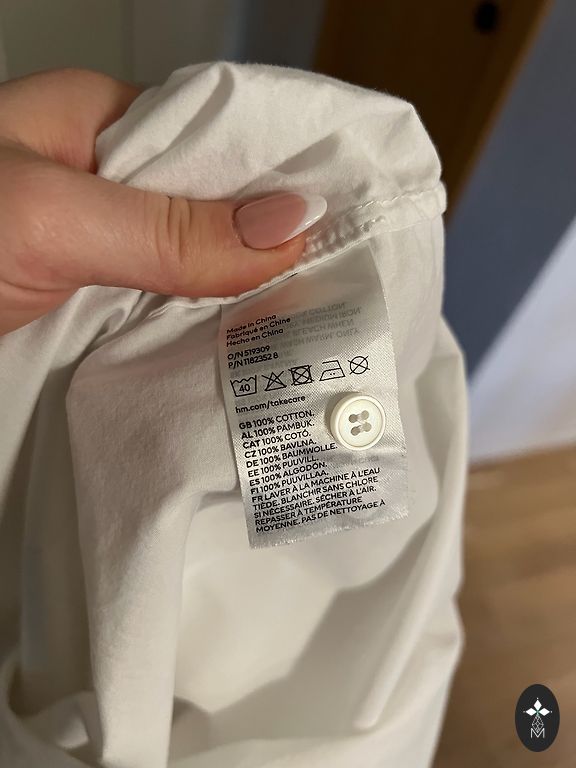 Made in China
Fabriqué en Chine
Hecho en China
O/N 519309
P/N 1182352 8
40
hm.com/takecare
GB 100% COTTON.
AL 100% PAMBUK.
CAT 100% COTÓ.
CZ 100% BAVLNA.
DE 100% BAUMWOLLE.
EE 100% PUUVILL.
ES 100% ALGODÓN.
FI 100% PUUVILLAA.
FR LAVER À LA MACHINE À L'EAU
TIÈDE. BLANCHIR SANS CHLORE
SI NÉCESSAIRE. SÉCHER À L'AIR.
REPASSER À TEMPÉRATURE
MOYENNE. PAS DE NETTOYAGE À
M